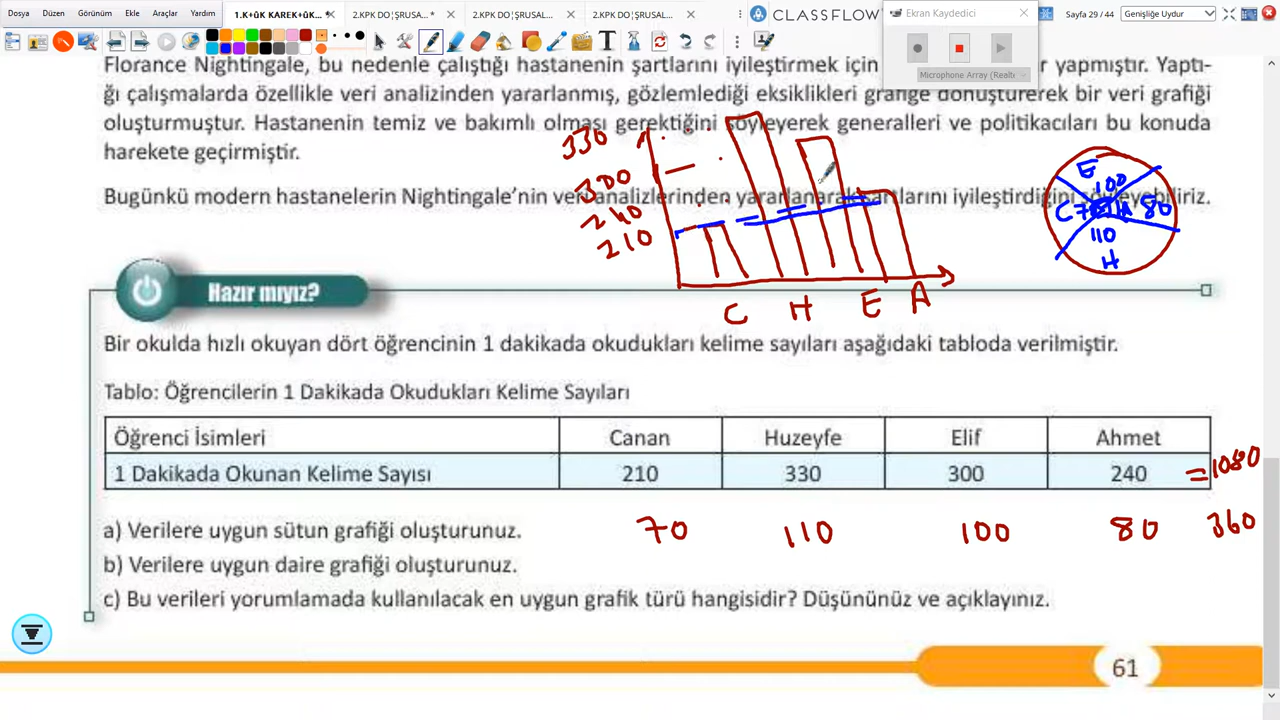 Dosya Düzen Görünüm Ekle Araçlar Yardım
1.K+ûK KAREK+ûK...* 2.KPK DO¦ŞRUSA..* 2.KPK DO¦ŞRUSAL... 2.KPK DO¦ŞRUSAL...
CLASSFLOW
Ekran Kaydedici
Sayfa 29 / 44 Genişliğe Uydur
Microphone Array (Realte
Florance Nightingale, bu nedenle çalıştığı hastanenin şartlarını iyileştirmek için yapmıştır. Yaptı-
ğı çalışmalarda özellikle veri analizinden yararlanmış, gözlemlediği eksiklikleri grafiğe dönüştürerek bir veri grafiği
oluşturmuştur. Hastanenin temiz ve bakımlı olması gerektiğini söyleyerek generalleri ve politikacıları bu konuda
harekete geçirmiştir.
Bugünkü modern hastanelerin Nightingale’nin veri analizlerinden yararlanarak şartlarını iyileştirdiğini söyleyebiliriz.
330
300
240
210
C H E A
E
100
C 70 A 80
110
H
Hazır mıyız?
Bir okulda hızlı okuyan dört öğrencinin 1 dakikada okudukları kelime sayıları aşağıdaki tabloda verilmiştir.
Tablo: Öğrencilerin 1 Dakikada Okudukları Kelime Sayıları
Öğrenci İsimleri Canan Huzeyfe Elif Ahmet
1 Dakikada Okunan Kelime Sayısı 210 330 300 240 =1080
a) Verilere uygun sütun grafiği oluşturunuz. 70 110 100 80 360
b) Verilere uygun daire grafiği oluşturunuz.
c) Bu verileri yorumlamada kullanılacak en uygun grafik türü hangisidir? Düşününüz ve açıklayınız.
61